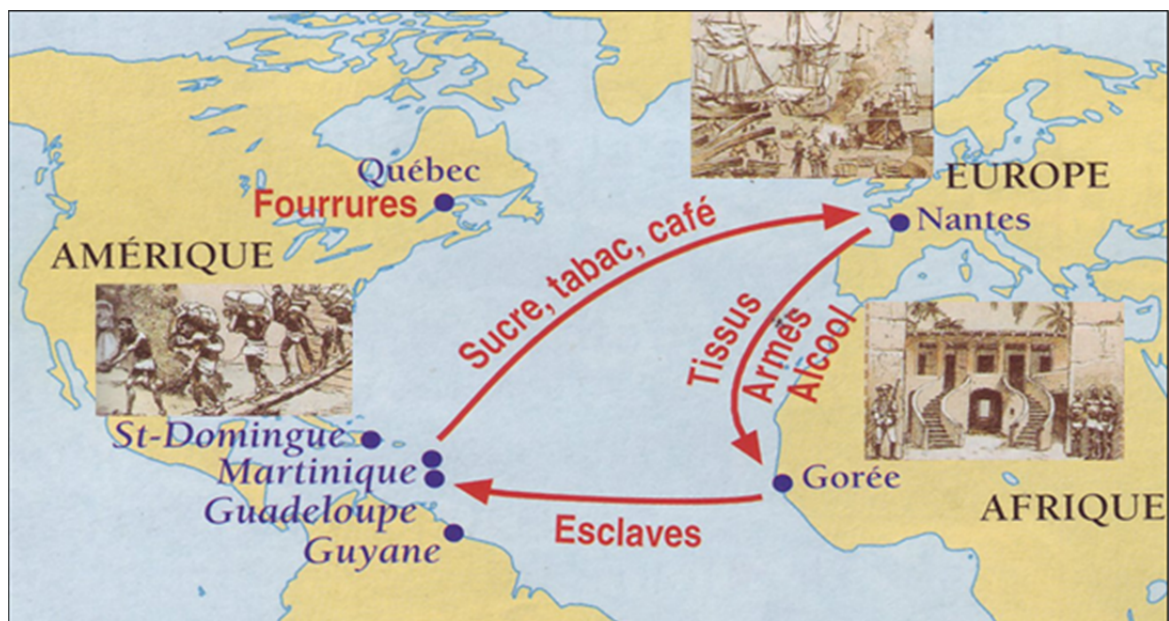 Québec
Fourrures
EUROPE
Nantes
AMÉRIQUE
Sucre, tabac, café
Tissus
Armes
Alcool
St-Domingue
Martinique
Guadeloupe
Guyane
Gorée
AFRIQUE
Esclaves